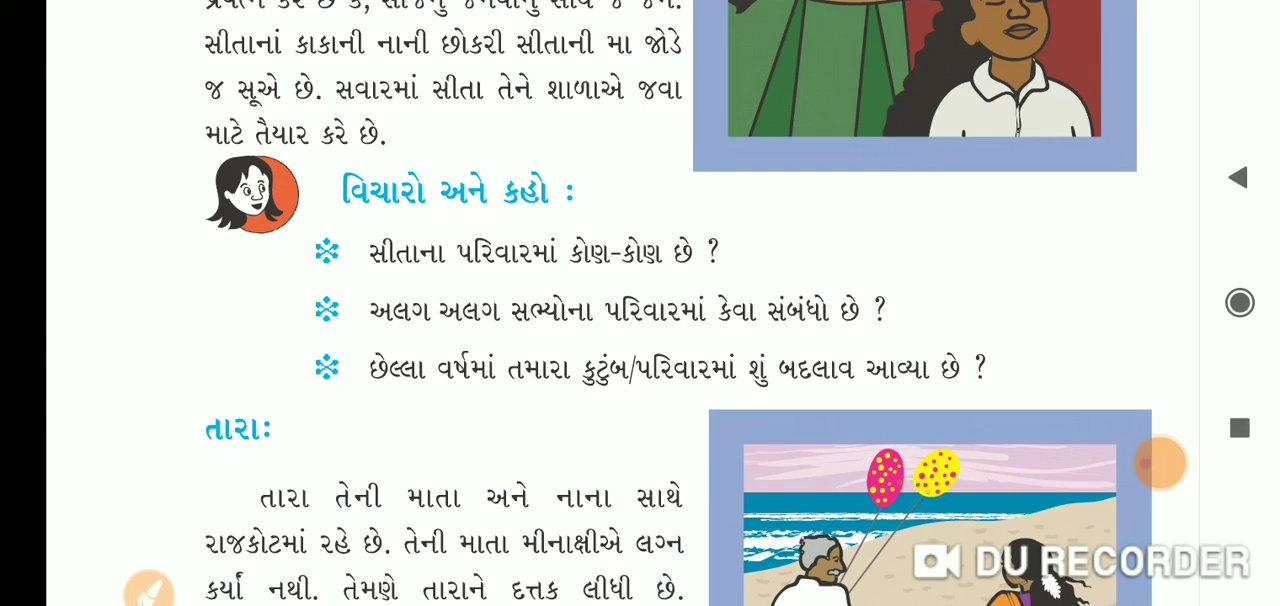 સીતાનાં કાકાની નાની છોકરી સીતાની મા જોડે
જ સૂએ છે. સવારમાં સીતા તેને શાળાએ જવા
માટે તૈયાર કરે છે.
વિચારો અને કહો :
સીતાના પરિવારમાં કોણ-કોણ છે ?
અલગ અલગ સભ્યોના પરિવારમાં કેવા સંબંધો છે ?
છેલ્લા વર્ષમાં તમારા કુટુંબ/પરિવારમાં શું બદલાવ આવ્યા છે ?
તારાઃ
તારા તેની માતા અને નાના સાથે
રાજકોટમાં રહે છે. તેની માતા મીનાક્ષીએ લગ્ન
કર્યાં નથી. તેમણે તારાને દત્તક લીધી છે.
DU RECORDER